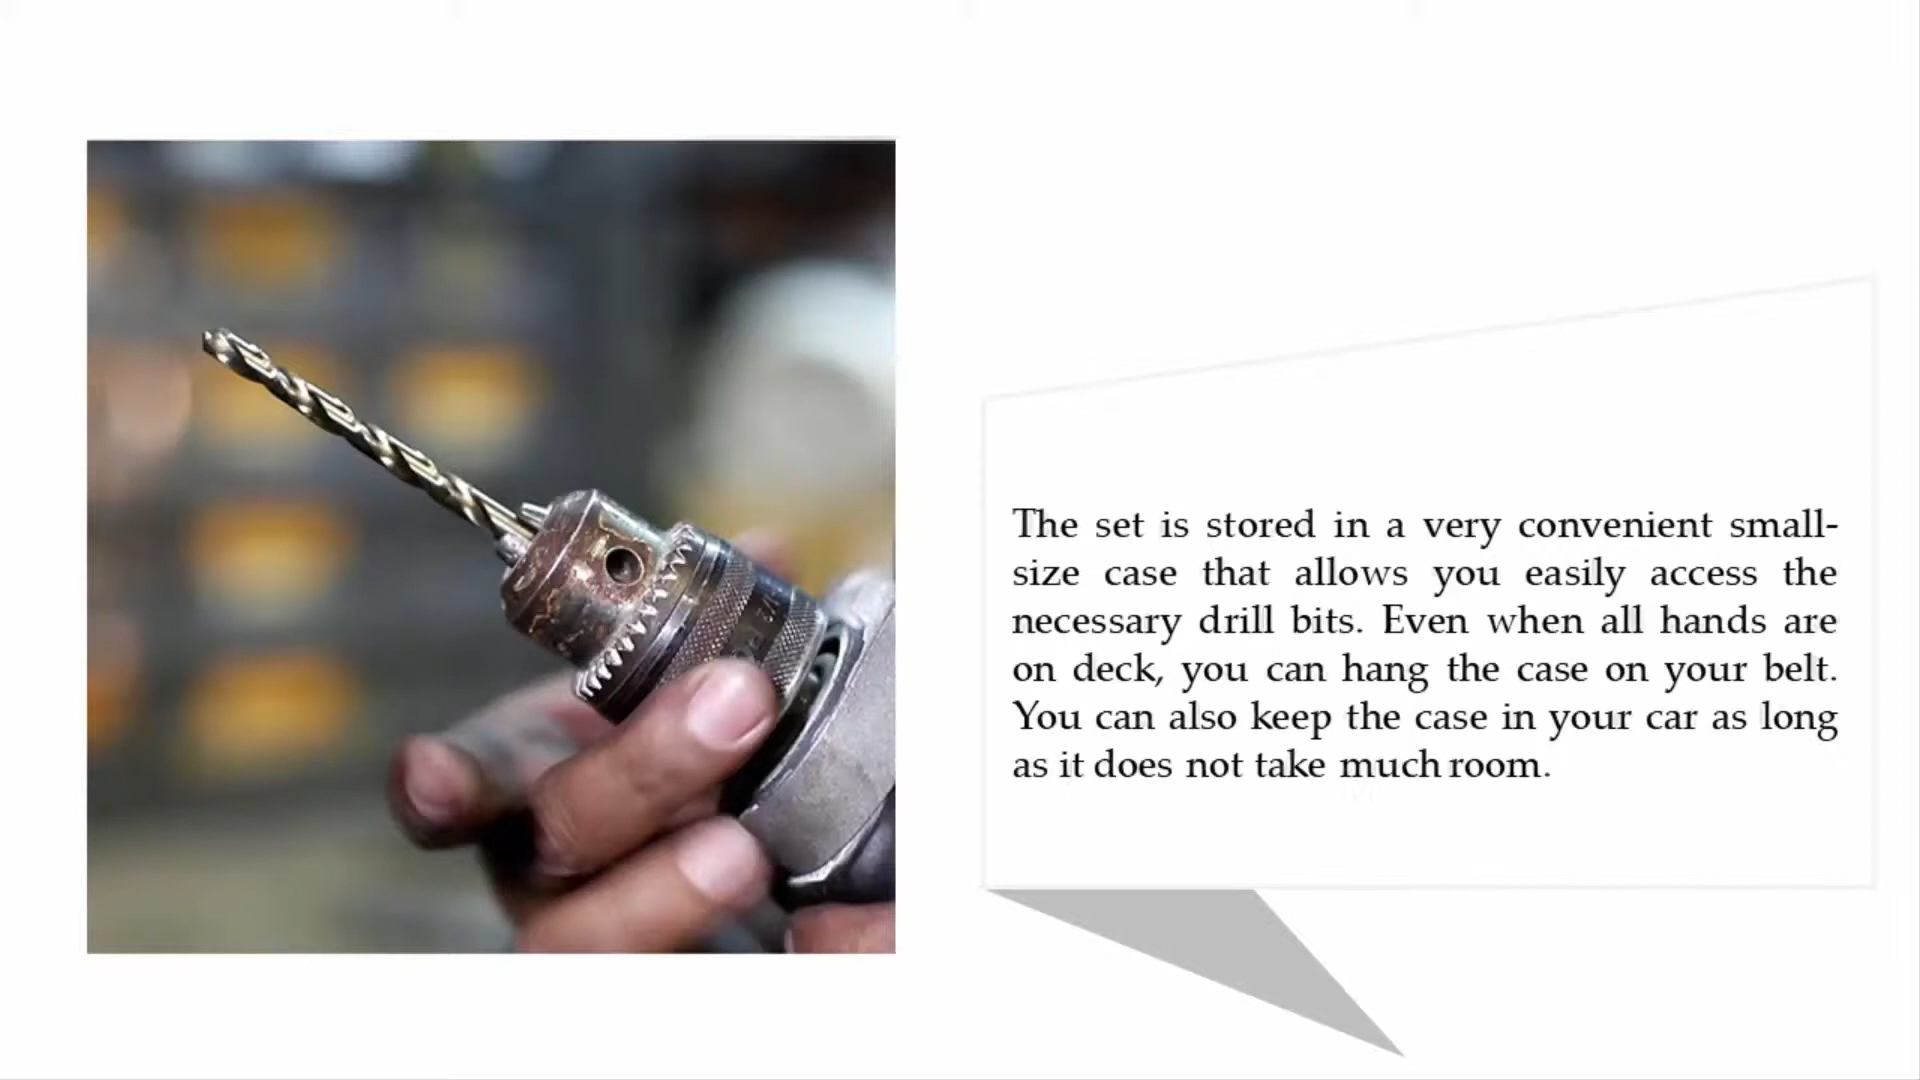 The set is stored in a very convenient small-
size case that allows you easily access the
necessary drill bits. Even when all hands are
on deck, you can hang the case on your belt.
You can also keep the case in your car as long
as it does not take much room.
1/2